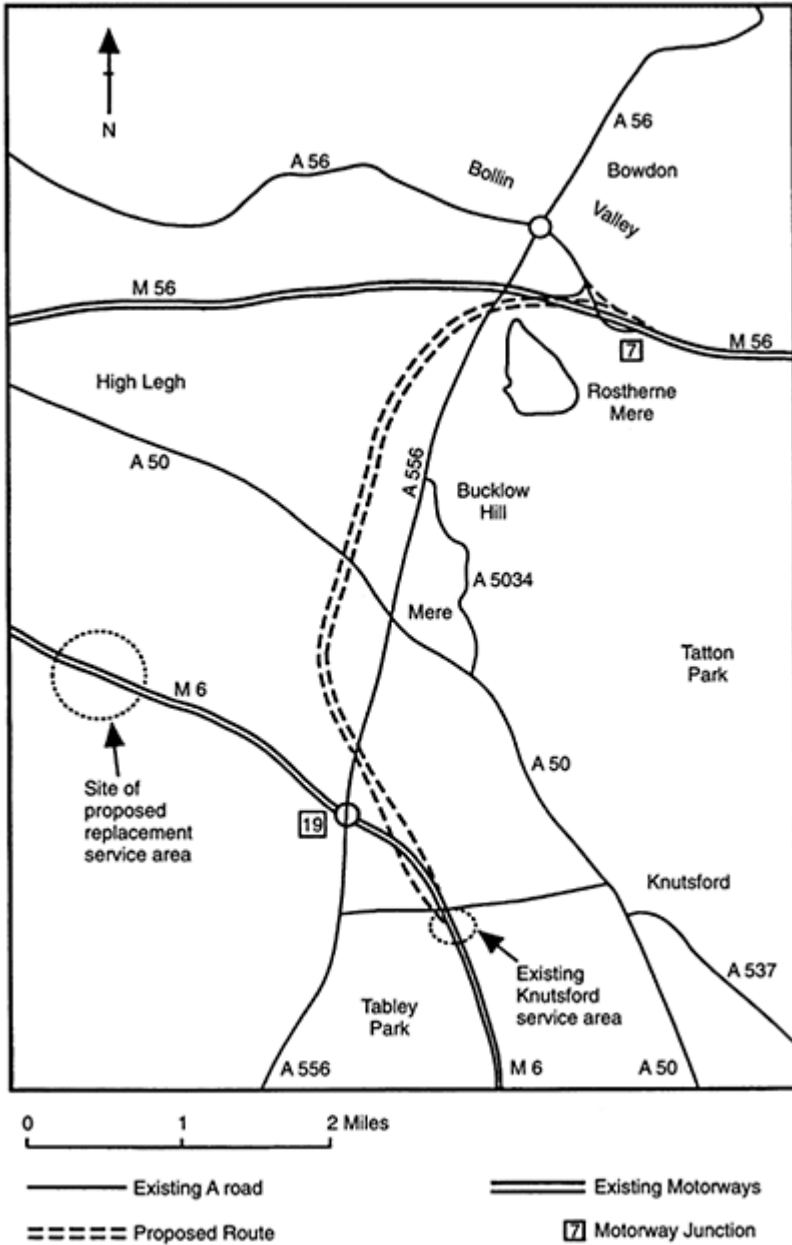 N
A 56
A 56
Bollin
Bowdon
Valley
M 56
7
M 56
High Legh
Rostherne
Mere
A 50
A 556
Bucklow
Hill
A 5034
Mere
Tatton
Park
M 6
A 50
Site of
proposed
replacement
service area
19
Knutsford
Existing
Knutsford
service area
A 537
Tabley
Park
A 556
M 6
A 50
0 1 2 Miles
Existing A road
Existing Motorways
Proposed Route
7 Motorway Junction